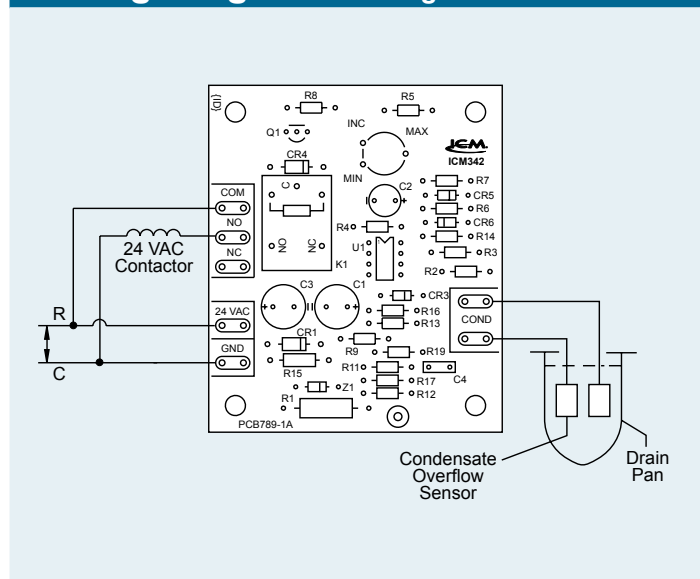 {ID}
R8
R5
Q1
INC
MAX
ICM.
ICM342
CR4
MIN
C2
R7
CR5
R6
CR6
R14
R3
R2
COM
NO
NC
C
NO
NC
K1
R4
U1
24 VAC
Contactor
R
C
24 VAC
GND
C3
C1
CR3
R16
R13
COND
CR1
R15
R9
R19
R11
R17
R12
C4
Z1
R1
PCB789-1A
Condensate
Overflow
Sensor
Drain
Pan